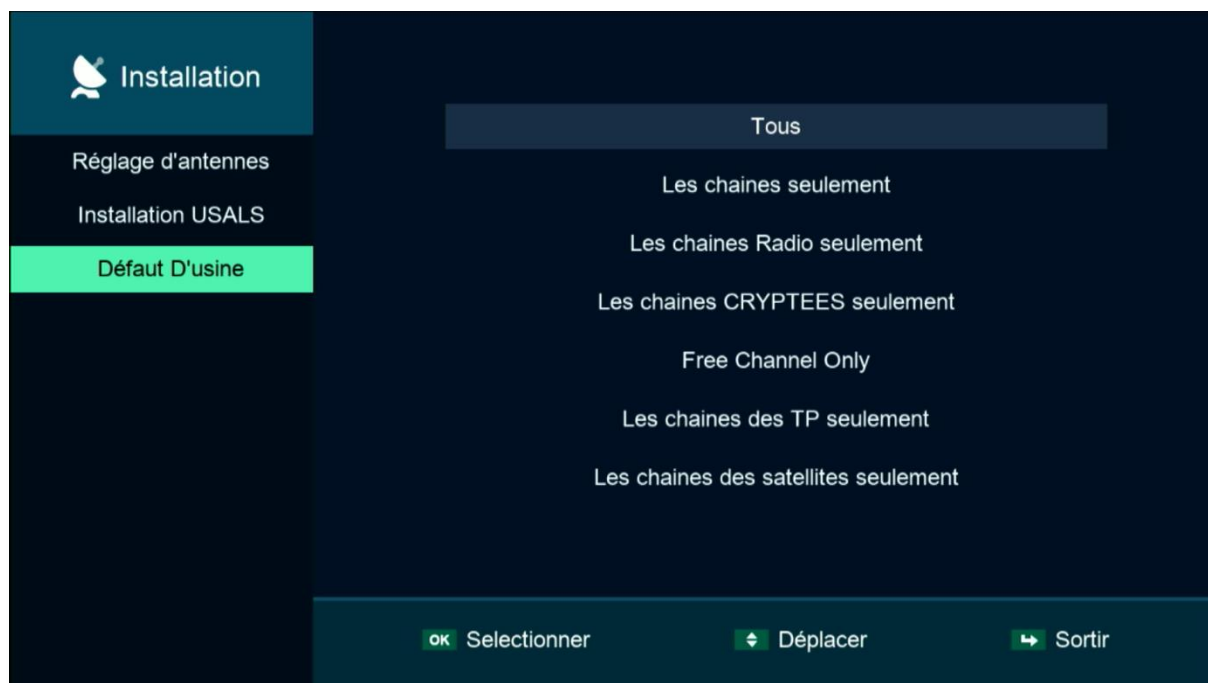 Installation
Réglage d'antennes
Installation USALS
Défaut D'usine
Tous
Les chaines seulement
Les chaines Radio seulement
Les chaines CRYPTEES seulement
Free Channel Only
Les chaines des TP seulement
Les chaines des satellites seulement
OK Selectionner
Déplacer
Sortir